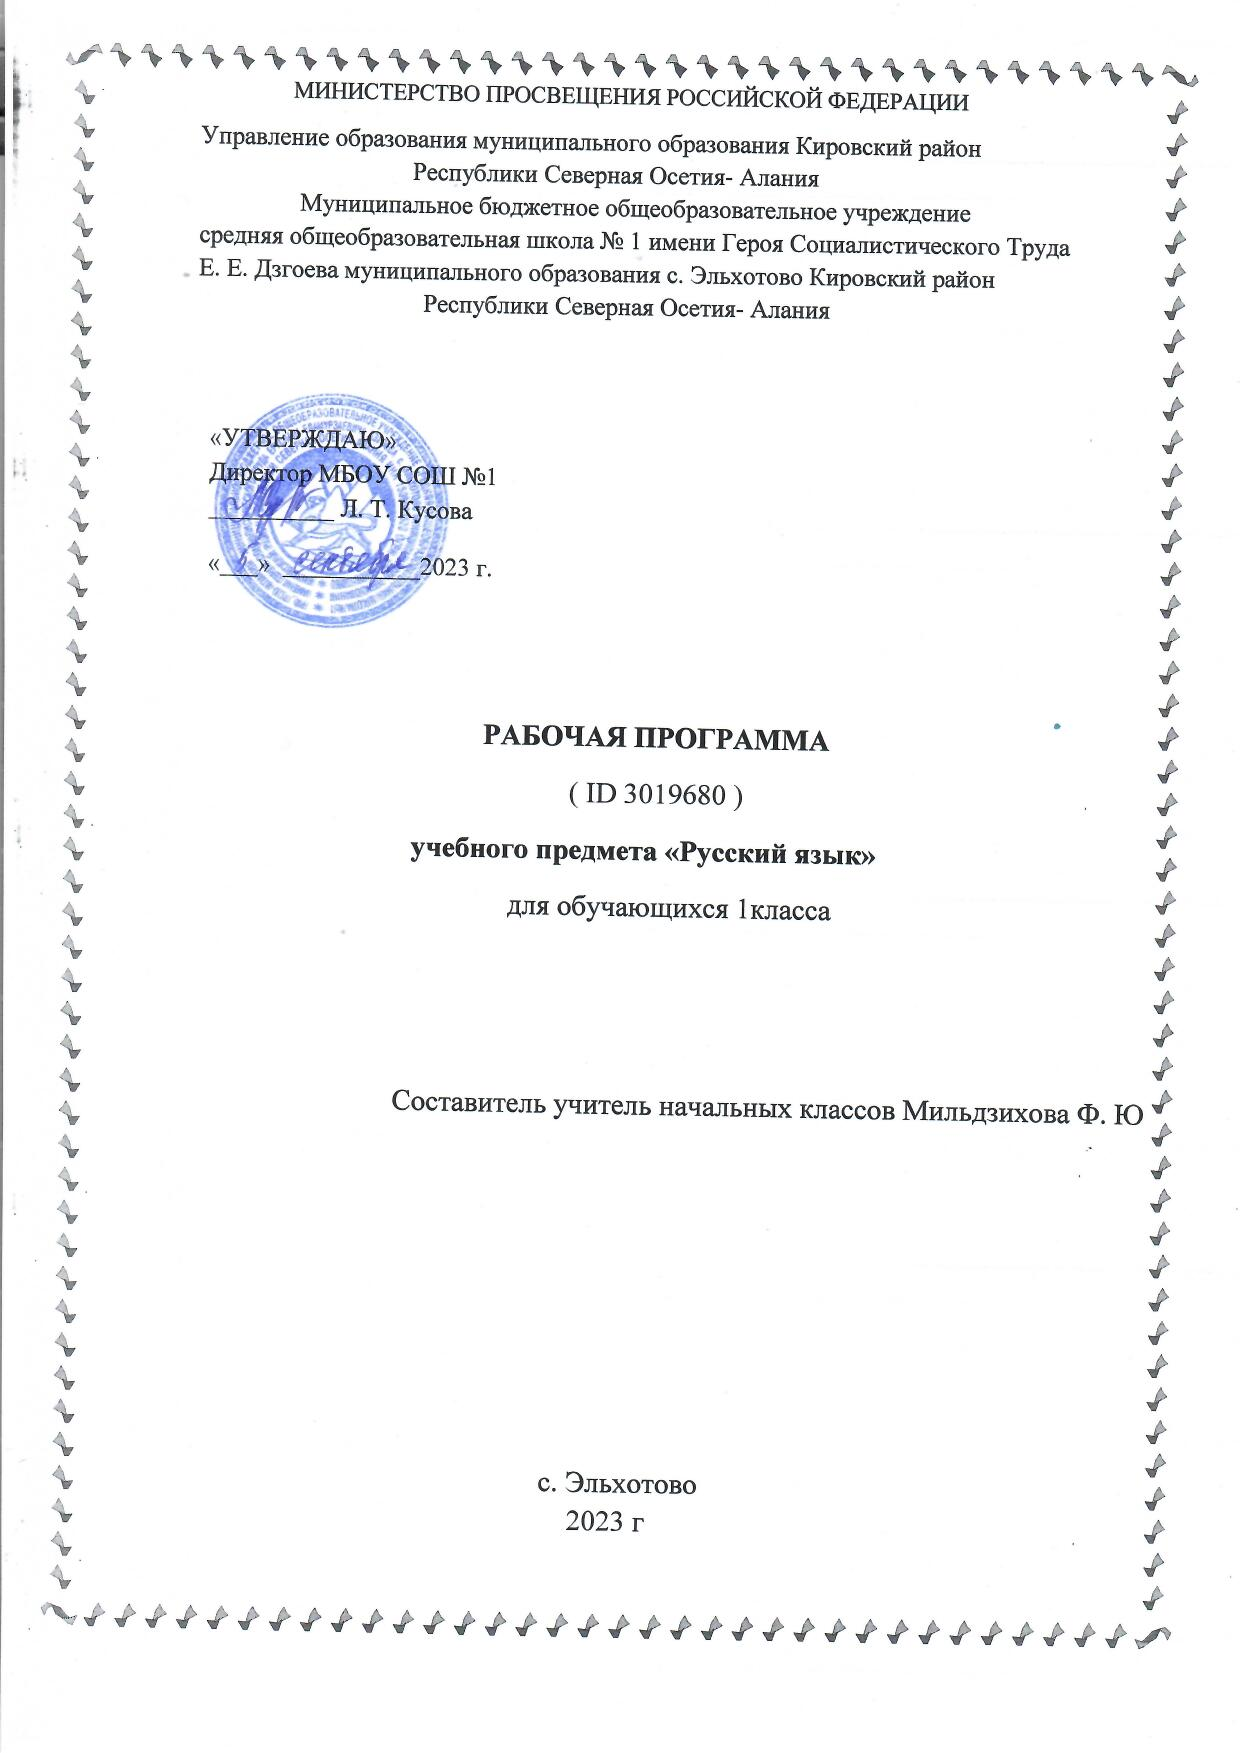 МИНИСТЕРСТВО ПРОСВЕЩЕНИЯ РОССИЙСКОЙ ФЕДЕРАЦИИ
Управление образования муниципального образования Кировский район
Республики Северная Осетия- Алания
Муниципальное бюджетное общеобразовательное учреждение
средняя общеобразовательная школа № 1 имени Героя Социалистического Труда
Е. Е. Дзгоева муниципального образования с. Эльхотово Кировский район
Республики Северная Осетия- Алания
«УТВЕРЖДАЮ»
Директор МБОУ СОШ №1
__________ Л. Т. Кусова
«5» сентября 2023 г.
РАБОЧАЯ ПРОГРАММА
( ID 3019680 )
учебного предмета «Русский язык»
для обучающихся 1класса
Составитель учитель начальных классов Мильдзихова Ф. Ю
с. Эльхотово
2023 г